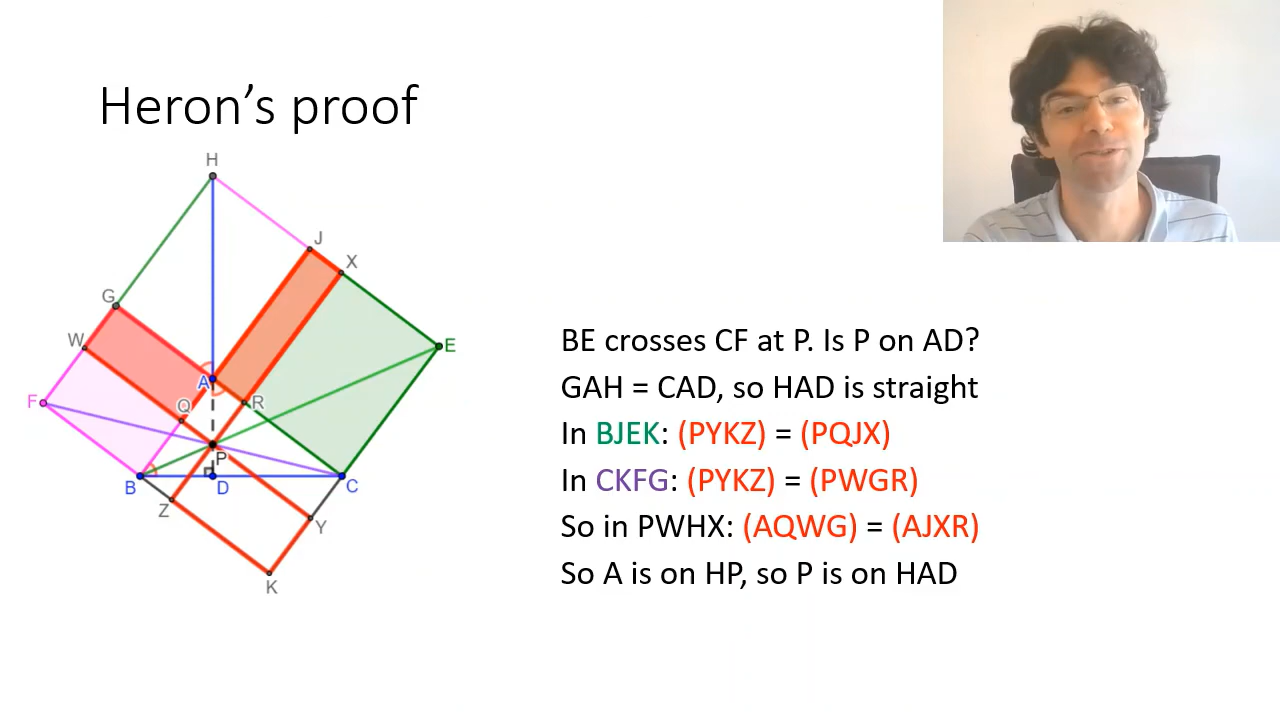 Heron's proof
H
J
X
G
W
E
A
F
Q
R
P
B
D
C
Z
Y
K
BE crosses CF at P. Is P on AD?
GAH = CAD, so HAD is straight
In BJEK: (PYKZ) = (PQJX)
In CKFG: (PYKZ) = (PWGR)
So in PWHX: (AQWG) = (AJXR)
So A is on HP, so P is on HAD